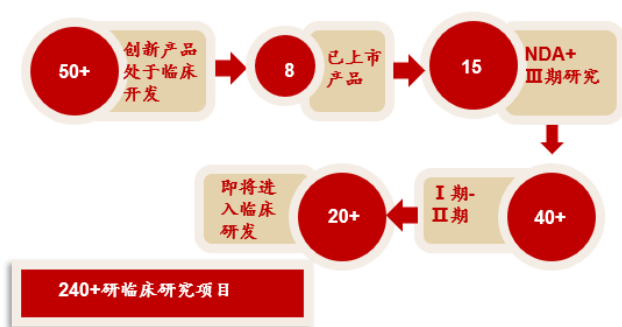 50+
创新产品
处于临床
开发
8
已上市
产品
15
NDA+
Ⅲ期研究
40+
Ⅰ期-
Ⅱ期
20+
即将进
入临床
研发
240+研临床研究项目